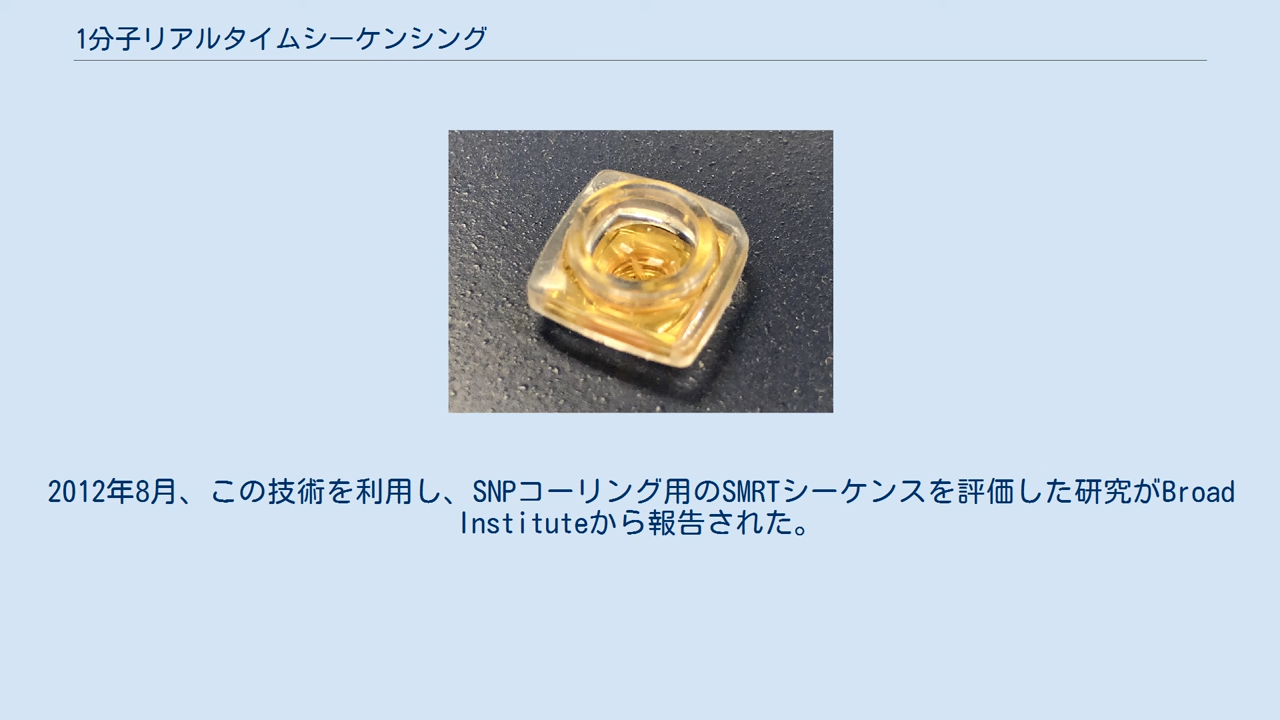 1分子リアルタイムシーケンシング
2012年8月、この技術を利用し、SNPコーリング用のSMRTシーケンスを評価した研究がBroad
Instituteから報告された。